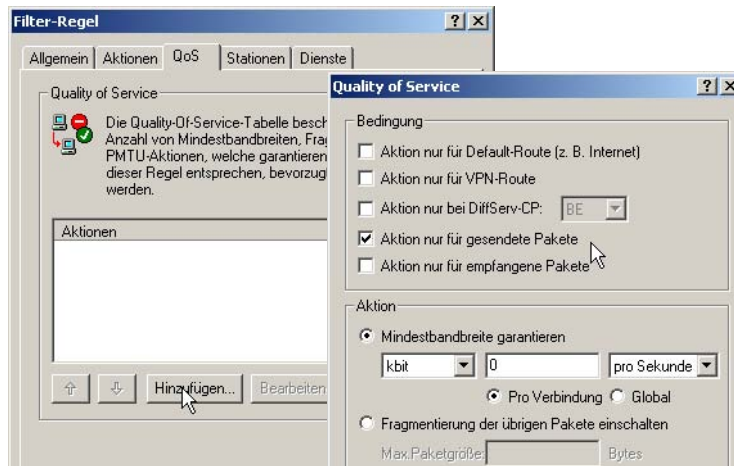 Filter-Regel
Allgemein Aktionen QoS Stationen Dienste
Quality of Service
Die Quality-Of-Service-Tabelle besch
Anzahl von Mindestbandbreiten, Fra
PMTU-Aktionen, welche garantieren
dieser Regel entsprechen, bevorzug
werden.
Aktionen
Hinzufügen... Bearbeiten
Quality of Service
Bedingung
Aktion nur für Default-Route (z. B. Internet)
Aktion nur für VPN-Route
Aktion nur bei DiffServ-CP: BE
Aktion nur für gesendete Pakete
Aktion nur für empfangene Pakete
Aktion
Mindestbandbreite garantieren
kbit 0 pro Sekunde
Pro Verbindung Global
Fragmentierung der übrigen Pakete einschalten
Max.Paketgröße: Bytes